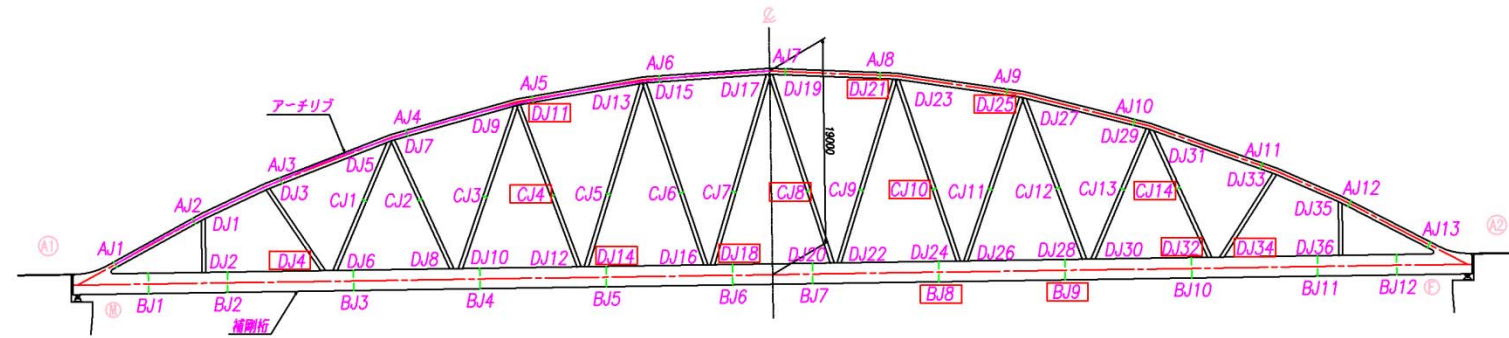 ℄
AJ7
AJ6
AJ8
AJ5
AJ9
DJ13
DJ15
DJ17
DJ19
DJ21
DJ23
DJ25
アーチリブ
AJ4
DJ9
DJ11
DJ27
AJ10
AJ3
DJ5
DJ7
19000
DJ29
DJ31
AJ11
DJ3
DJ33
AJ2
DJ1
CJ1
CJ2
CJ3
CJ4
CJ5
CJ6
CJ7
CJ8
CJ9
CJ10
CJ11
CJ12
CJ13
CJ14
AJ12
DJ35
A1
AJ1
AJ13
A2
DJ2
DJ4
DJ6
DJ8
DJ10
DJ12
DJ14
DJ16
DJ18
DJ20
DJ22
DJ24
DJ26
DJ28
DJ30
DJ32
DJ34
DJ36
M
BJ1
BJ2
BJ3
BJ4
BJ5
BJ6
BJ7
BJ8
BJ9
BJ10
BJ11
BJ12
F
補剛桁